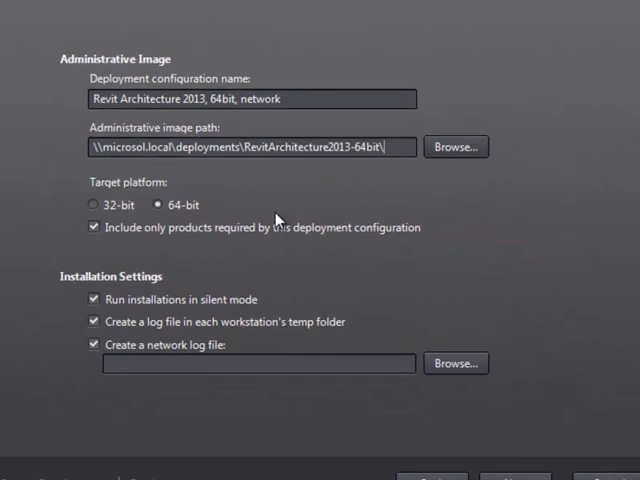 Administrative Image
Deployment configuration name:
Revit Architecture 2013, 64bit, network
Administrative image path:
\\microsol.local\deployments\RevitArchitecture2013-64bit\
Browse...
Target platform:
32-bit
64-bit
Include only products required by this deployment configuration
Installation Settings
Run installations in silent mode
Create a log file in each workstation's temp folder
Create a network log file:
Browse...